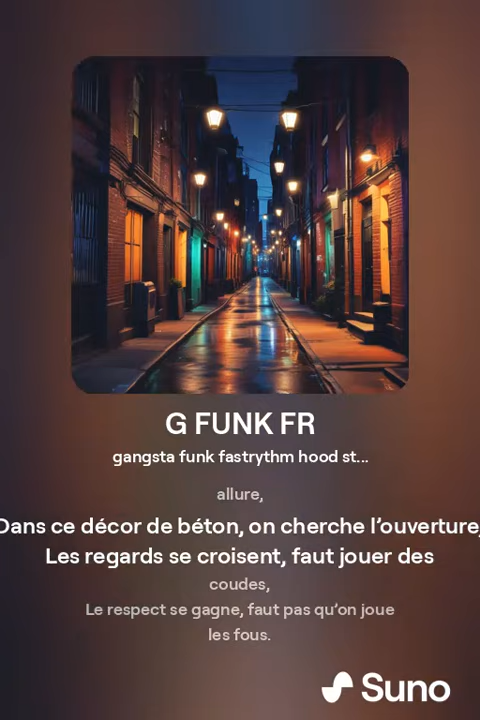 G FUNK FR
gangsta funk fastrythm hood st...
allure,
Dans ce décor de béton, on cherche l’ouverture,
Les regards se croisent, faut jouer des
coudes,
Le respect se gagne, faut pas qu’on joue
les fous.
Suno